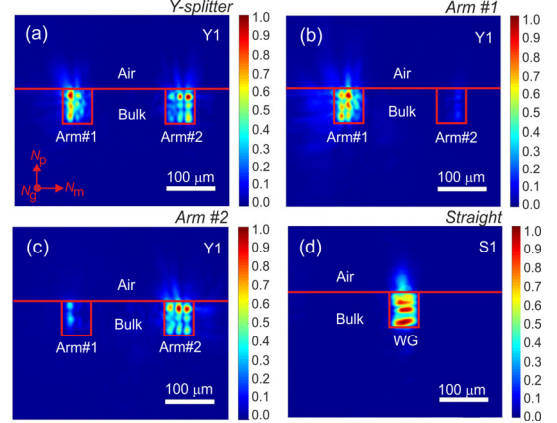 Y-splitter
(a)
Y1
Air
Bulk
Arm#1
Arm#2
Np
Ng
Nm
100 μm
1.0
0.9
0.8
0.7
0.6
0.5
0.4
0.3
0.2
0.1
0.0
Arm #1
(b)
Y1
Air
Bulk
Arm#1
Arm#2
100 μm
1.0
0.9
0.8
0.7
0.6
0.5
0.4
0.3
0.2
0.1
0.0
Arm #2
(c)
Y1
Air
Bulk
Arm#1
Arm#2
100 μm
1.0
0.9
0.8
0.7
0.6
0.5
0.4
0.3
0.2
0.1
0.0
Straight
(d)
S1
Air
Bulk
WG
100 μm
1.0
0.9
0.8
0.7
0.6
0.5
0.4
0.3
0.2
0.1
0.0